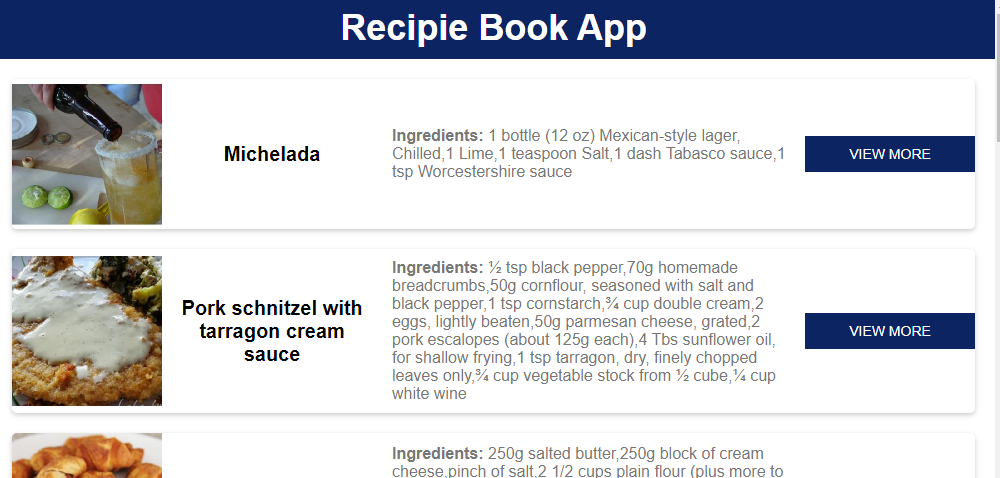 Recipie Book App
Michelada
Ingredients: 1 bottle (12 oz) Mexican-style lager,
Chilled,1 Lime,1 teaspoon Salt,1 dash Tabasco sauce,1
tsp Worcestershire sauce
VIEW MORE
Pork schnitzel with
tarragon cream
sauce
Ingredients: ½ tsp black pepper,70g homemade
breadcrumbs,50g cornflour, seasoned with salt and
black pepper,1 tsp cornstarch,¾ cup double cream,2
eggs, lightly beaten,50g parmesan cheese, grated,2
pork escalopes (about 125g each),4 Tbs sunflower oil,
for shallow frying,1 tsp tarragon, dry, finely chopped
leaves only,¾ cup vegetable stock from ½ cube,¼ cup
white wine
VIEW MORE
Ingredients: 250g salted butter,250g block of cream
cheese,pinch of salt,2 1/2 cups plain flour (plus more to